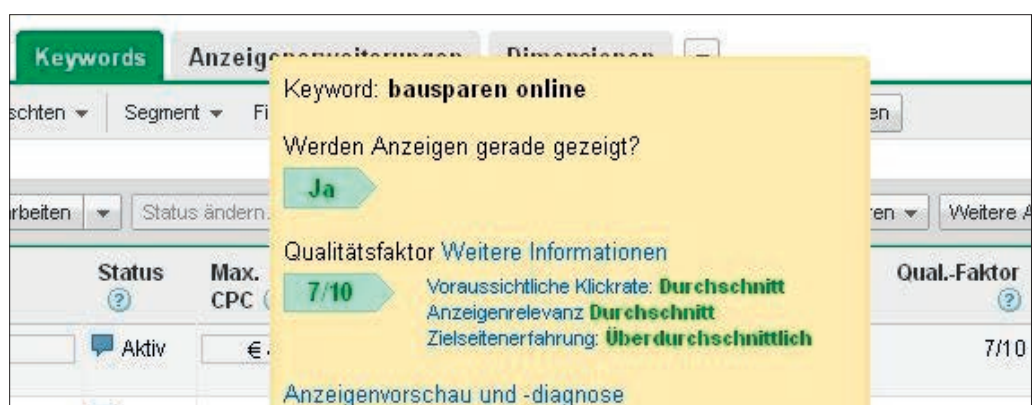 Keywords
Keyword: bausparen online
Segment
Werden Anzeigen gerade gezeigt?
Ja
Status ändern
Weitere
Qualitätsfaktor Weitere Informationen
7/10
Voraussichtliche Klickrate: Durchschnitt
Anzeigenrelevanz Durchschnitt
Zielseitenerfahrung: Überdurchschnittlich
Status
Max.
CPC
Qual.-Faktor
Aktiv
€
7/10
Anzeigenvorschau und -diagnose